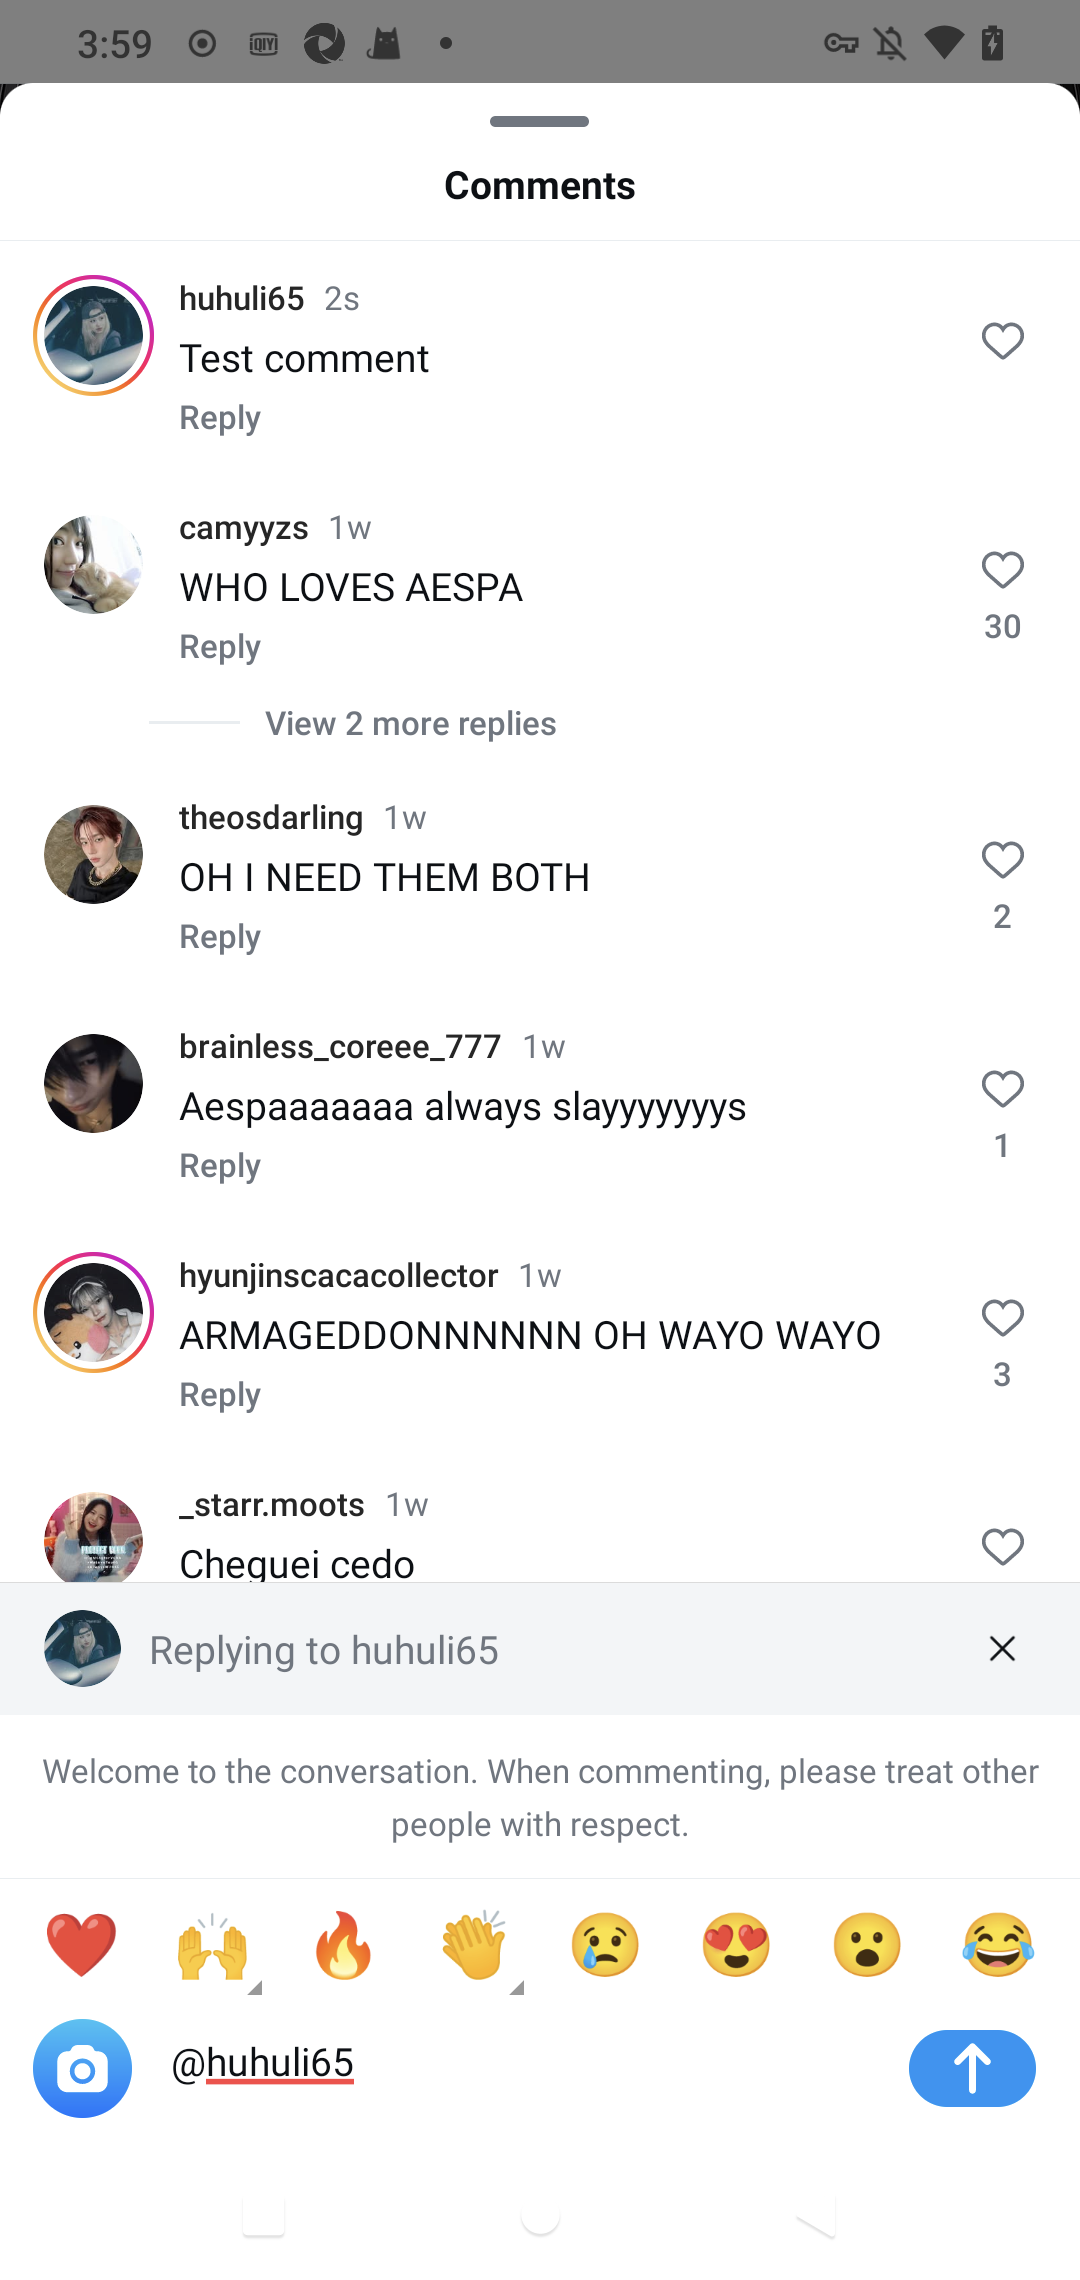 3:59
iQIYI
Comments
huhuli65 2s
Test comment
Reply
camyyzs 1w
WHO LOVES AESPA
30
Reply
View 2 more replies
theosdarling 1w
OH I NEED THEM BOTH
2
Reply
brainless_coreee_777 1w
Aespaaaaaaa always slayyyyyyys
1
Reply
hyunjinscacacollector 1w
ARMAGEDDONNNNNN OH WAYO WAYO
3
Reply
_starr.moots 1w
Cheguei cedo
Replying to huhuli65
Welcome to the conversation. When commenting, please treat other
people with respect.
@huhuli65